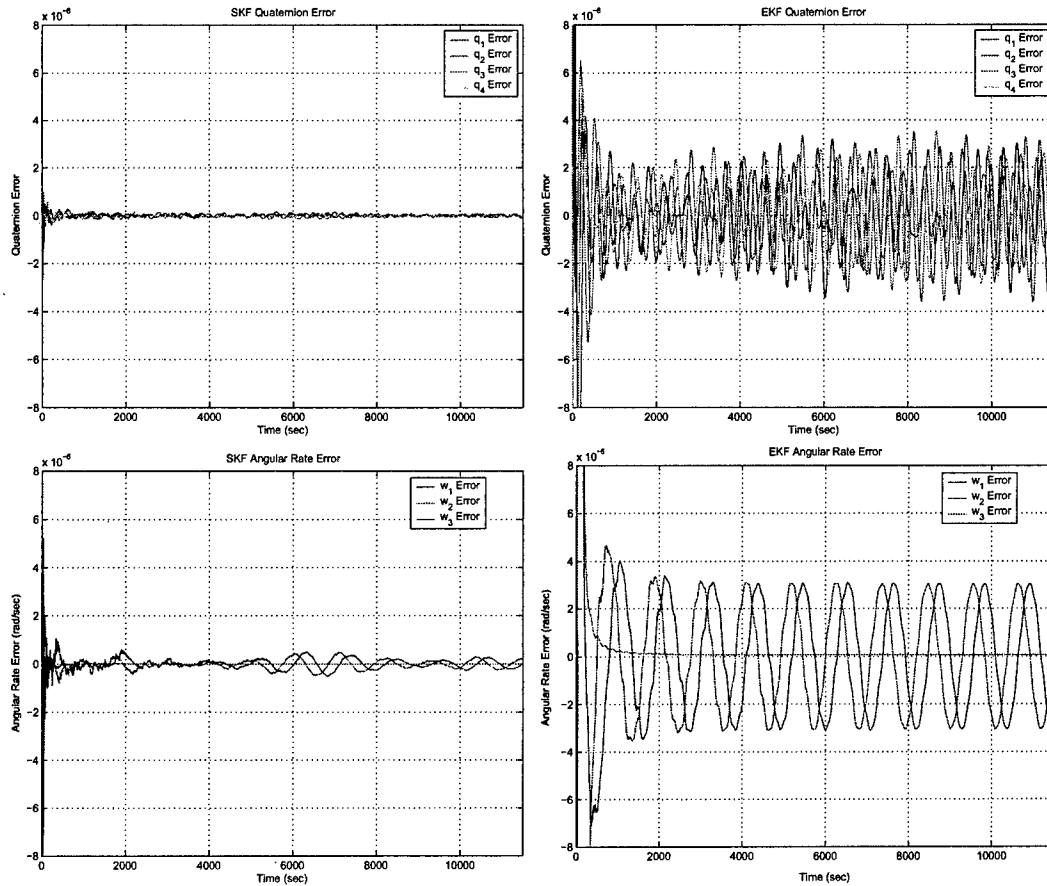 SKF Quaternion Error
x 10⁻⁶
q₁ Error
q₂ Error
q₃ Error
q₄ Error
8
6
4
2
0
−2
−4
−6
−8
Quaternion Error
0
2000
4000
6000
8000
10000
Time (sec)
EKF Quaternion Error
x 10⁻⁶
q₁ Error
q₂ Error
q₃ Error
q₄ Error
8
6
4
2
0
−2
−4
−6
−8
Quaternion Error
0
2000
4000
6000
8000
10000
Time (sec)
SKF Angular Rate Error
x 10⁻⁶
w₁ Error
w₂ Error
w₃ Error
8
6
4
2
0
−2
−4
−6
−8
Angular Rate Error (rad/sec)
0
2000
4000
6000
8000
10000
Time (sec)
EKF Angular Rate Error
x 10⁻⁶
w₁ Error
w₂ Error
w₃ Error
8
6
4
2
0
−2
−4
−6
−8
Angular Rate Error (rad/sec)
0
2000
4000
6000
8000
10000
Time (sec)